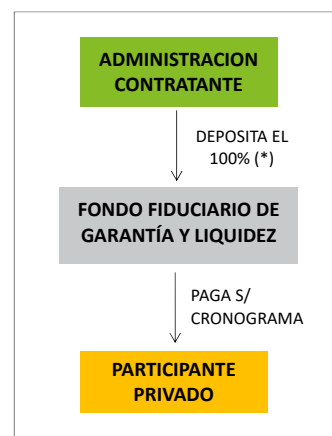 ADMINISTRACION
CONTRATANTE
DEPOSITA EL
100% (*)
FONDO FIDUCIARIO DE
GARANTÍA Y LIQUIDEZ
PAGA S/
CRONOGRAMA
PARTICIPANTE
PRIVADO